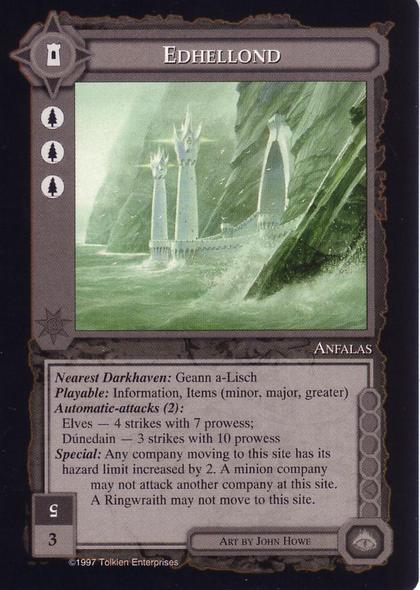 EDHELLOND
ANFALAS
Nearest Darkhaven: Geann a-Lisch
Playable: Information, Items (minor, major, greater)
Automatic-attacks (2):
Elves — 4 strikes with 7 prowess;
Dúnedain — 3 strikes with 10 prowess
Special: Any company moving to this site has its
hazard limit increased by 2. A minion company
may not attack another company at this site.
A Ringwraith may not move to this site.
5
3
ART BY JOHN HOWE
©1997 Tolkien Enterprises